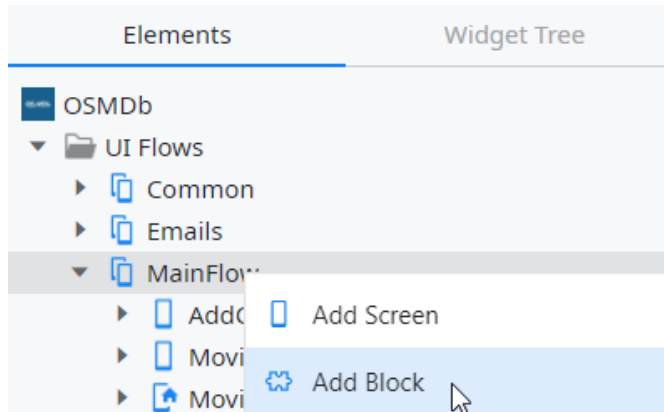 Elements
Widget Tree
OSMDb
UI Flows
Common
Emails
MainFlow
Add Screen
Add Block